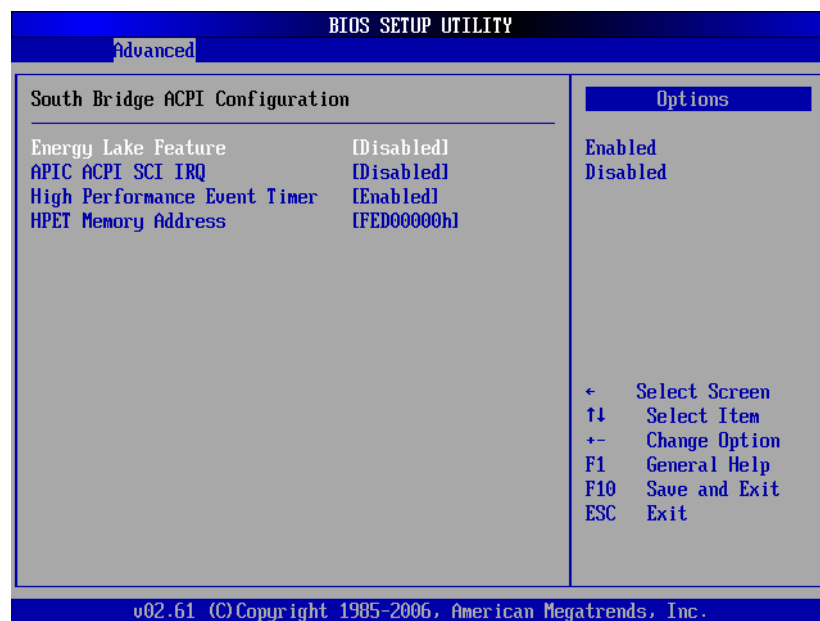 BIOS SETUP UTILITY
Advanced
South Bridge ACPI Configuration
Energy Lake Feature [Disabled]
APIC ACPI SCI IRQ [Disabled]
High Performance Event Timer [Enabled]
HPET Memory Address [FED00000h]
Options
Enabled
Disabled
← Select Screen
↑↓ Select Item
+- Change Option
F1 General Help
F10 Save and Exit
ESC Exit
v02.61 (C)Copyright 1985-2006, American Megatrends, Inc.